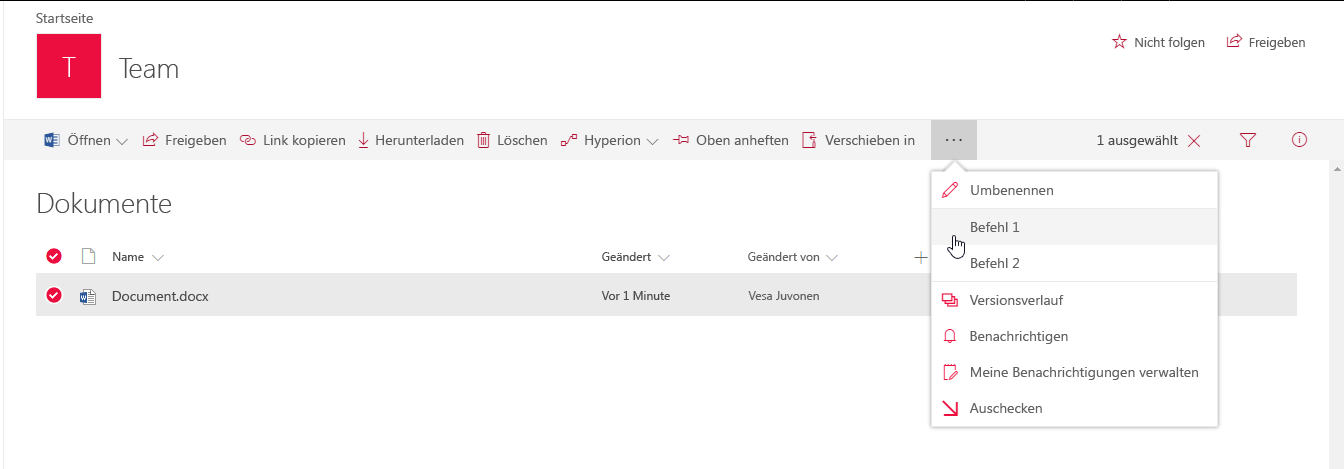 Startseite
T
Team
Nicht folgen Freigeben
Öffnen Freigeben Link kopieren Herunterladen Löschen Hyperion Oben anheften Verschieben in ... 1 ausgewählt
Umbenennen
Befehl 1
Befehl 2
Versionsverlauf
Benachrichtigen
Meine Benachrichtigungen verwalten
Auschecken
Dokumente
Name Geändert Geändert von
Document.docx Vor 1 Minute Vesa Juvonen